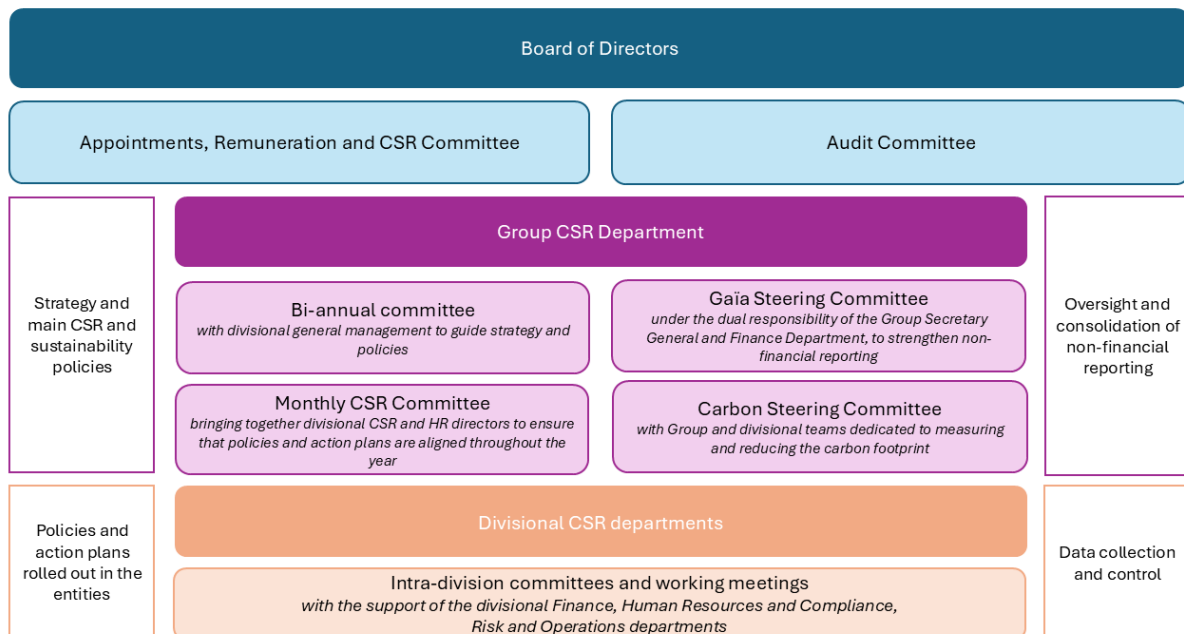 Board of Directors
Appointments, Remuneration and CSR Committee
Audit Committee
Strategy and
main CSR and
sustainability
policies
Group CSR Department
Bi-annual committee
with divisional general management to guide strategy and
policies
Gaïa Steering Committee
under the dual responsibility of the Group Secretary
General and Finance Department, to strengthen non-
financial reporting
Monthly CSR Committee
bringing together divisional CSR and HR directors to ensure
that policies and action plans are aligned throughout the
year
Carbon Steering Committee
with Group and divisional teams dedicated to measuring
and reducing the carbon footprint
Oversight and
consolidation of
non-financial
reporting
Policies and
action plans
rolled out in the
entities
Divisional CSR departments
Intra-division committees and working meetings
with the support of the divisional Finance, Human Resources and Compliance,
Risk and Operations departments
Data collection
and control